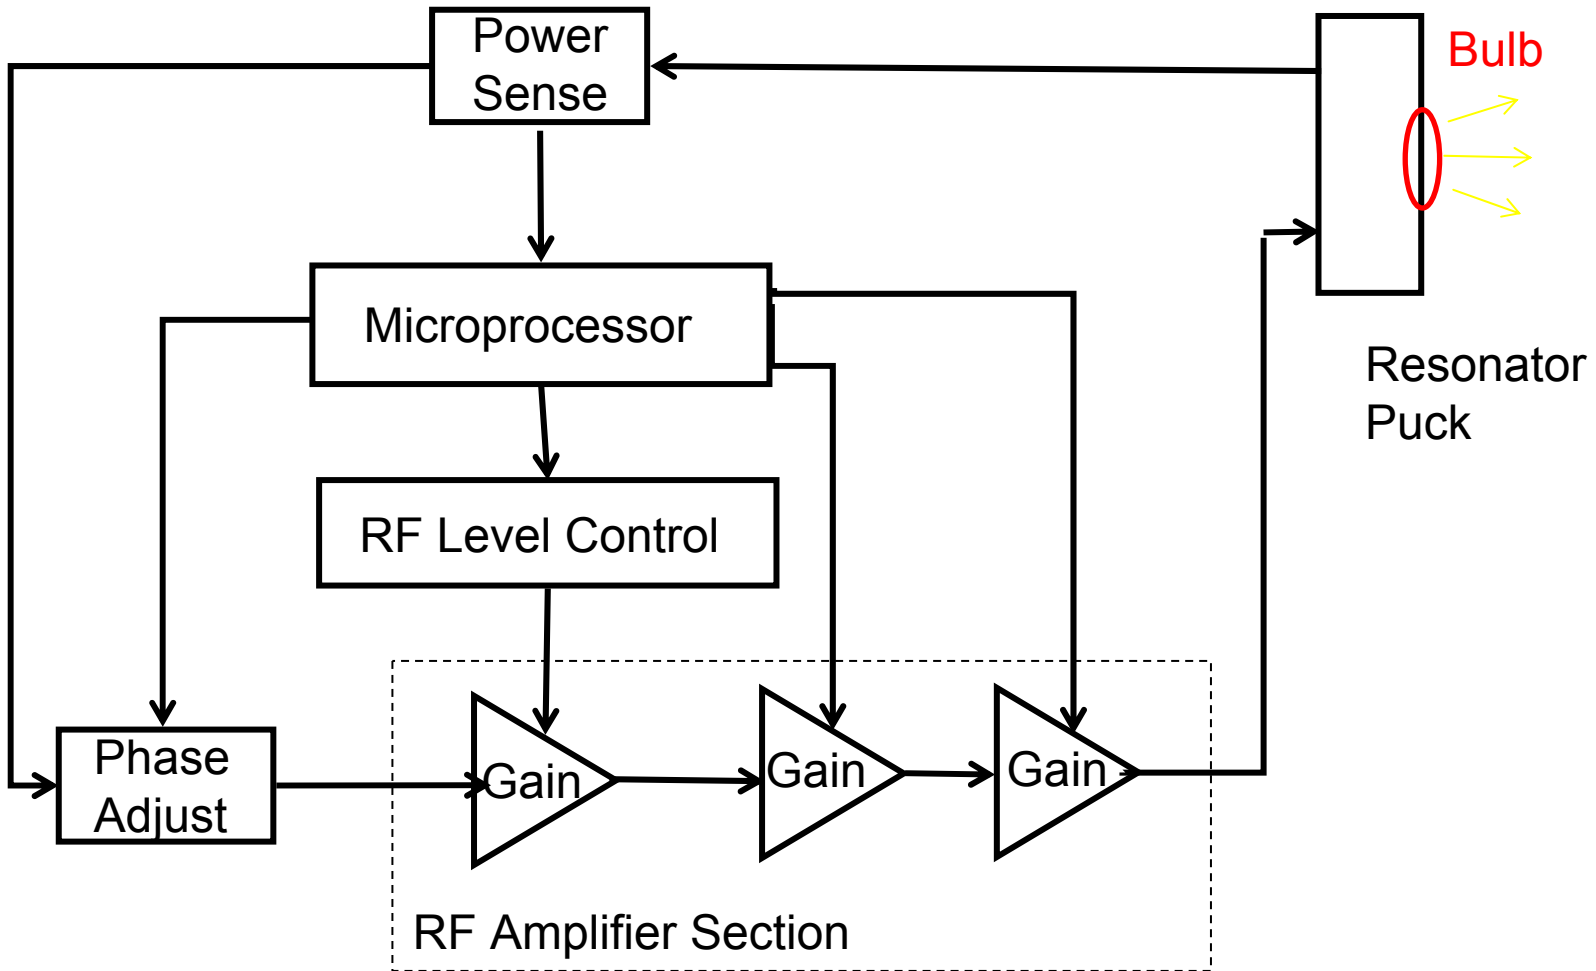 Power
Sense
Bulb
Microprocessor
Resonator
Puck
RF Level Control
Phase
Adjust
Gain
Gain
Gain
RF Amplifier Section